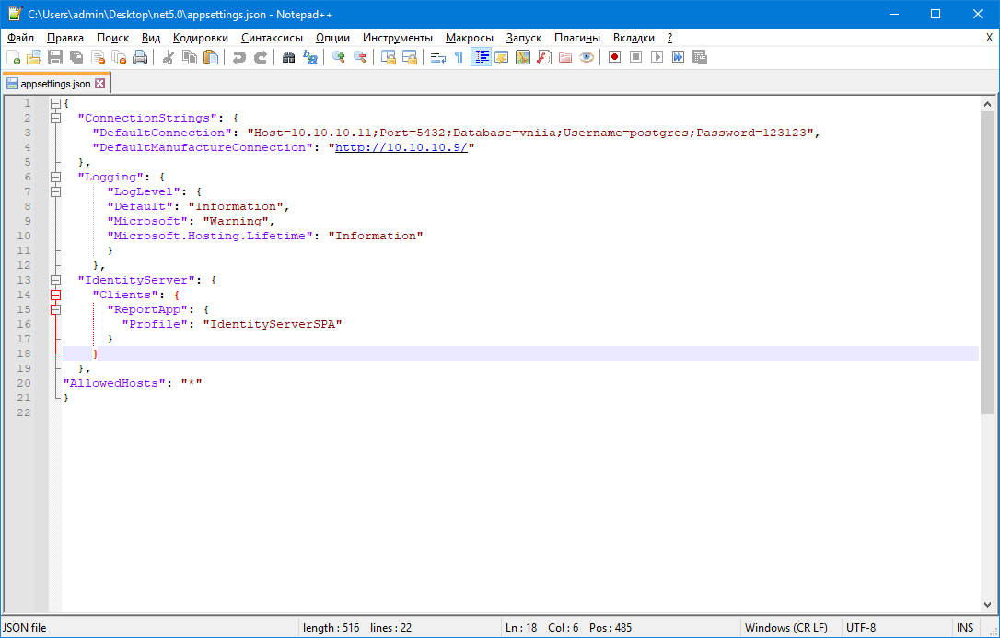 C:\Users\admin\Desktop\net5.0\appsettings.json - Notepad++
Файл Правка Поиск Вид Кодировки Синтаксисы Опции Инструменты Макросы Запуск Плагины Вкладки ? X
appsettings.json
1 {
2 "ConnectionStrings": {
3 "DefaultConnection": "Host=10.10.10.11;Port=5432;Database=vniia;Username=postgres;Password=123123",
4 "DefaultManufactureConnection": "http://10.10.10.9/"
5 },
6 "Logging": {
7 "LogLevel": {
8 "Default": "Information",
9 "Microsoft": "Warning",
10 "Microsoft.Hosting.Lifetime": "Information"
11 }
12 },
13 "IdentityServer": {
14 "Clients": {
15 "ReportApp": {
16 "Profile": "IdentityServerSPA"
17 }
18 }
19 },
20 "AllowedHosts": "*"
21 }
22
JSON file length : 516 lines : 22 Ln : 18 Col : 6 Pos : 485 Windows (CR LF) UTF-8 INS